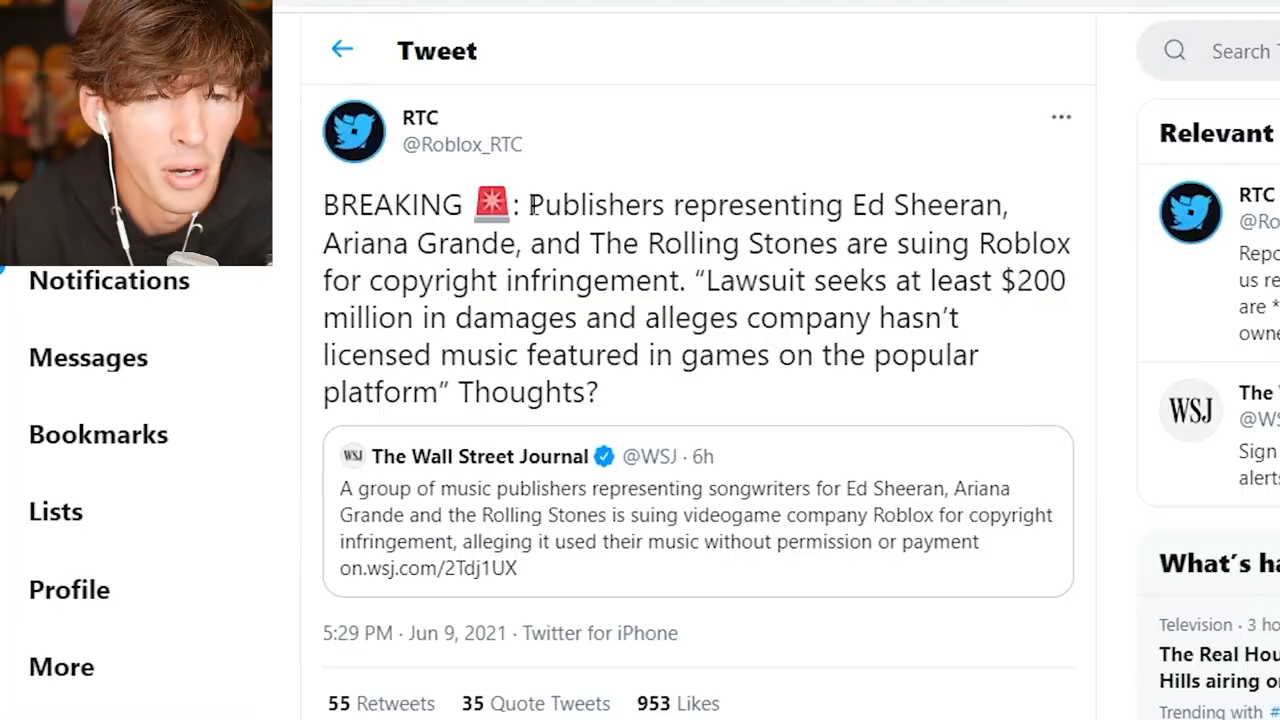 Tweet
Search
RTC
@Roblox_RTC
BREAKING 🚨: Publishers representing Ed Sheeran,
Ariana Grande, and The Rolling Stones are suing Roblox
for copyright infringement. “Lawsuit seeks at least $200
million in damages and alleges company hasn’t
licensed music featured in games on the popular
platform” Thoughts?
WSJ The Wall Street Journal @WSJ · 6h
A group of music publishers representing songwriters for Ed Sheeran, Ariana
Grande and the Rolling Stones is suing videogame company Roblox for copyright
infringement, alleging it used their music without permission or payment
on.wsj.com/2Tdj1UX
5:29 PM · Jun 9, 2021 · Twitter for iPhone
55 Retweets 35 Quote Tweets 953 Likes
Notifications
Messages
Bookmarks
Lists
Profile
More
Relevant
RTC
@Ro
Repo
us re
are *
owne
WSJ
The
@WS
Sign
alerts
What’s ha
Television · 3 ho
The Real Hou
Hills airing o
Trending with #